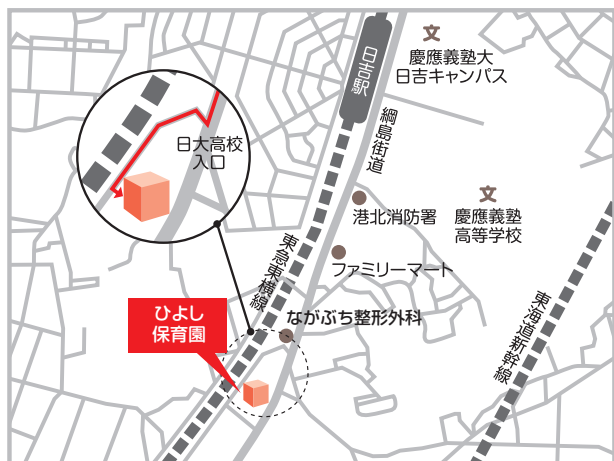 文
慶應義塾大
日吉キャンパス
日吉駅
綱島街道
日大高校
入口
港北消防署
文
慶應義塾
高等学校
ファミリーマート
東急東横線
東海道新幹線
ひよし
保育園
ながぶち整形外科